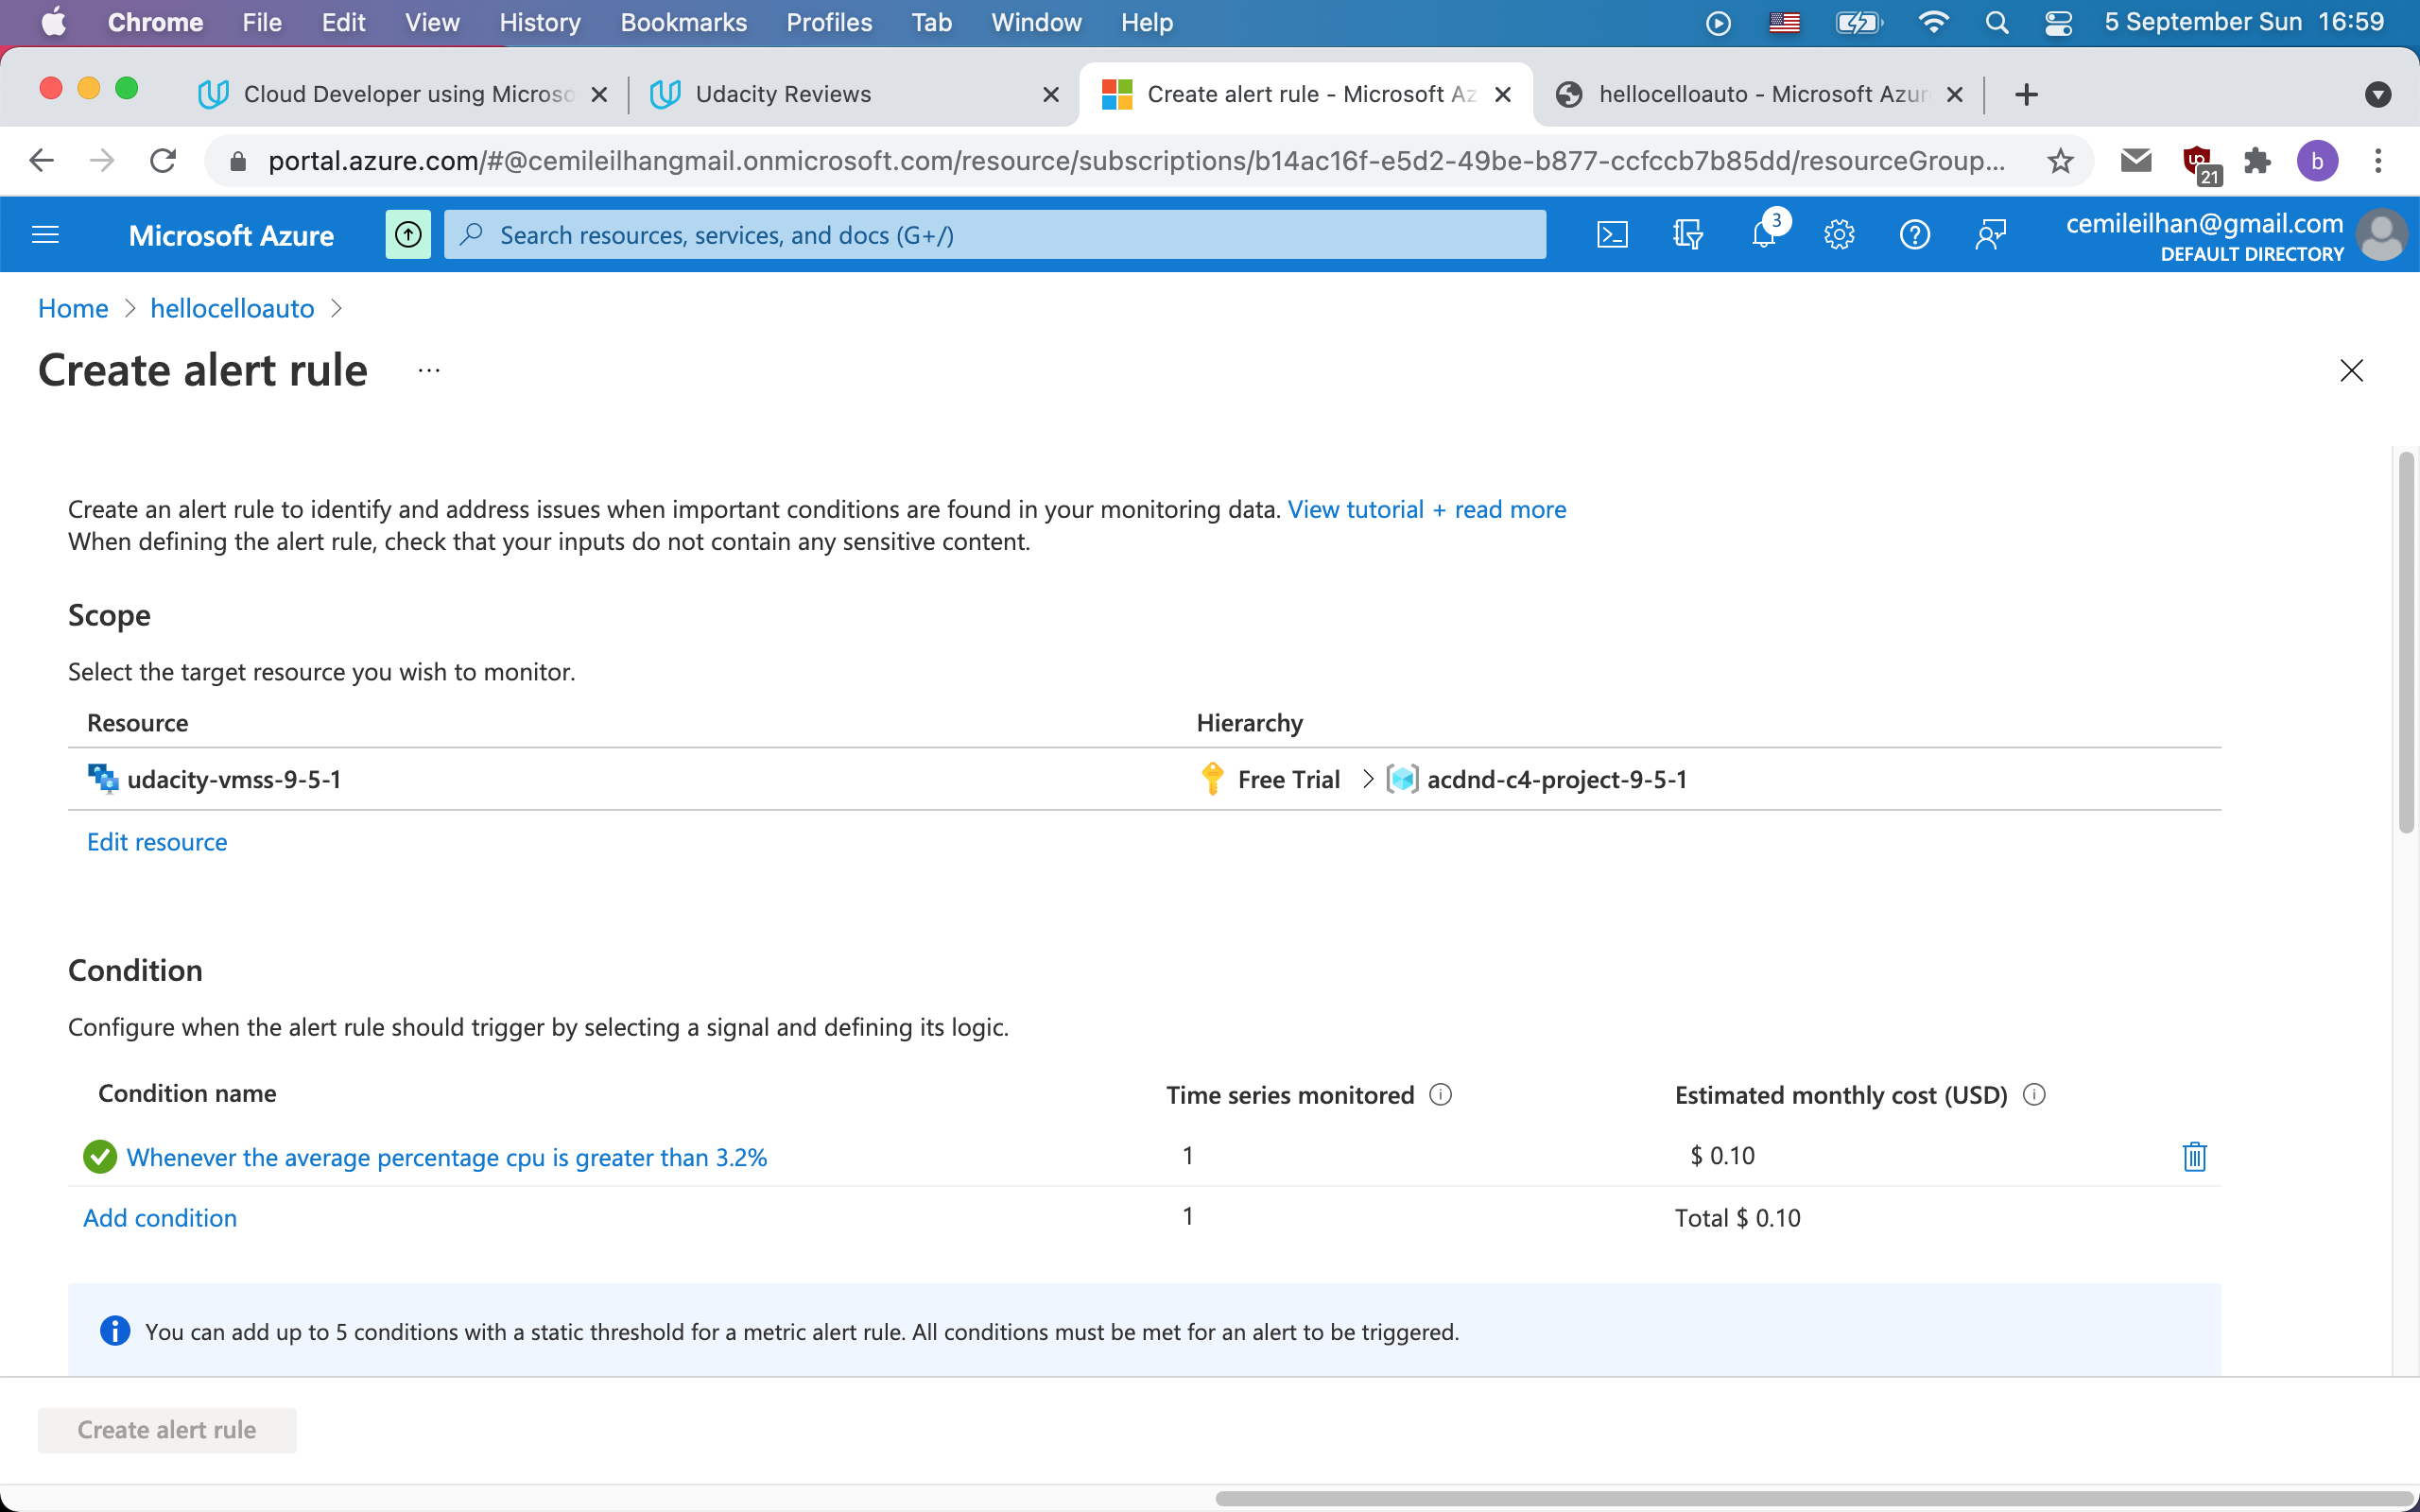 Chrome File Edit View History Bookmarks Profiles Tab Window Help 5 September Sun 16:59
Cloud Developer using Microso Udacity Reviews Create alert rule - Microsoft Az hellocelloauto - Microsoft Azur
portal.azure.com/#@cemileilhangmail.onmicrosoft.com/resource/subscriptions/b14ac16f-e5d2-49be-b877-ccfccb7b85dd/resourceGroup... 21 b
Microsoft Azure Search resources, services, and docs (G+/) 3 cemileilhan@gmail.com
DEFAULT DIRECTORY
Home > hellocelloauto >
Create alert rule ...
Create an alert rule to identify and address issues when important conditions are found in your monitoring data. View tutorial + read more
When defining the alert rule, check that your inputs do not contain any sensitive content.
Scope
Select the target resource you wish to monitor.
Resource Hierarchy
udacity-vmss-9-5-1 Free Trial > acdnd-c4-project-9-5-1
Edit resource
Condition
Configure when the alert rule should trigger by selecting a signal and defining its logic.
Condition name Time series monitored Estimated monthly cost (USD)
Whenever the average percentage cpu is greater than 3.2% 1 $ 0.10
Add condition 1 Total $ 0.10
You can add up to 5 conditions with a static threshold for a metric alert rule. All conditions must be met for an alert to be triggered.
Create alert rule